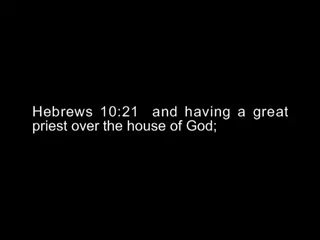 Hebrews 10:21  and having a great
priest over the house of God;